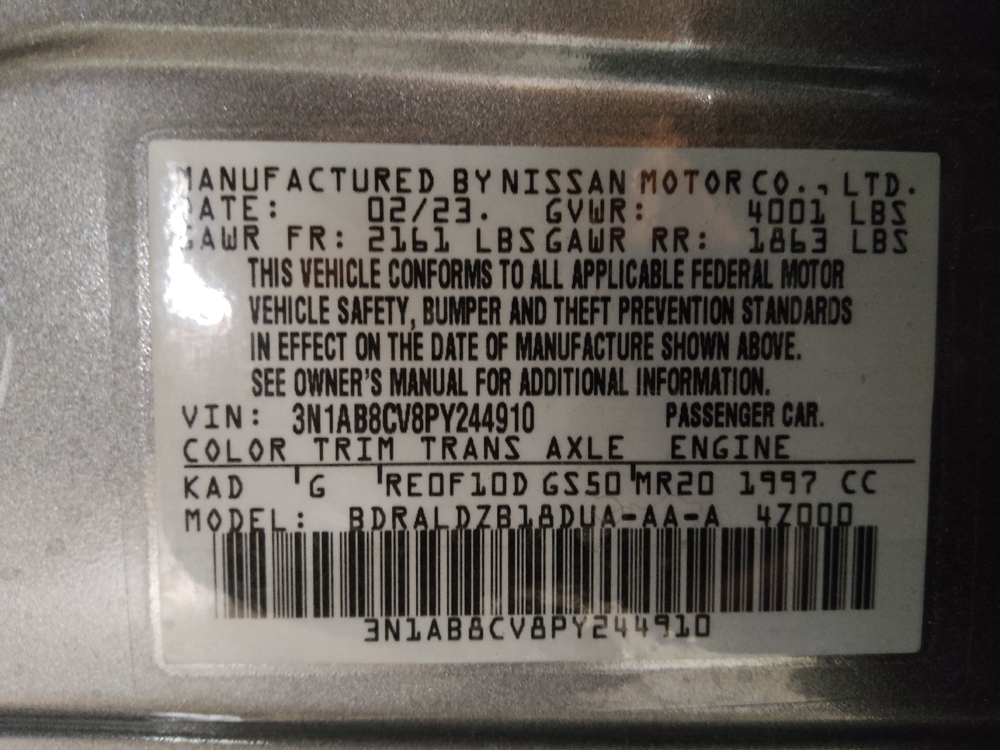 MANUFACTURED BY NISSAN MOTOR CO., LTD.
DATE: 02/23. GVWR: 4001 LBS
GAWR FR: 2161 LBS GAWR RR: 1863 LBS
THIS VEHICLE CONFORMS TO ALL APPLICABLE FEDERAL MOTOR
VEHICLE SAFETY, BUMPER AND THEFT PREVENTION STANDARDS
IN EFFECT ON THE DATE OF MANUFACTURE SHOWN ABOVE.
SEE OWNER'S MANUAL FOR ADDITIONAL INFORMATION.
VIN: 3N1AB8CV8PY244910 PASSENGER CAR.
COLOR TRIM TRANS AXLE ENGINE
KAD G RE0F10D GS50 MR20 1997 CC
MODEL: BDRALDZB18DUA-AA-A 4Z000
3N1AB8CV8PY244910